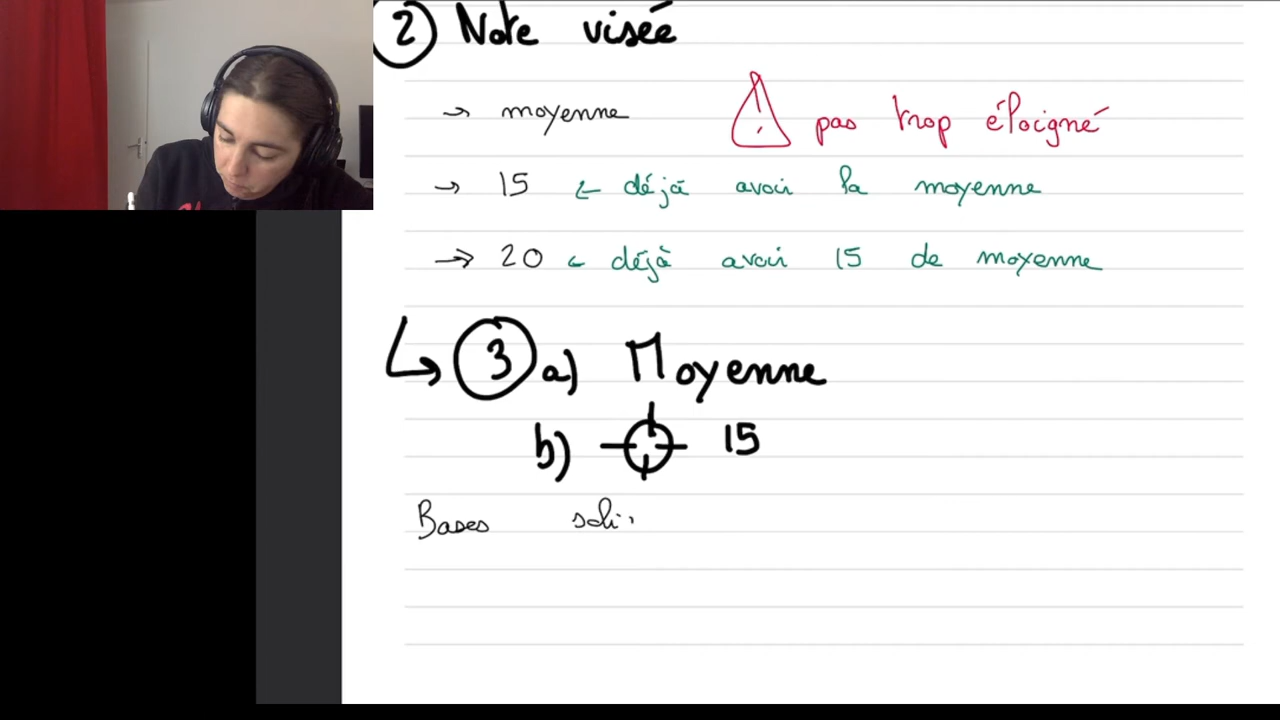 2 Note visée
→ moyenne ! pas trop éloigné
→ 15 ← déjà avoir la moyenne
→ 20 ← déjà avoir 15 de moyenne
↳ 3 a) Moyenne
b) 15
Bases soli